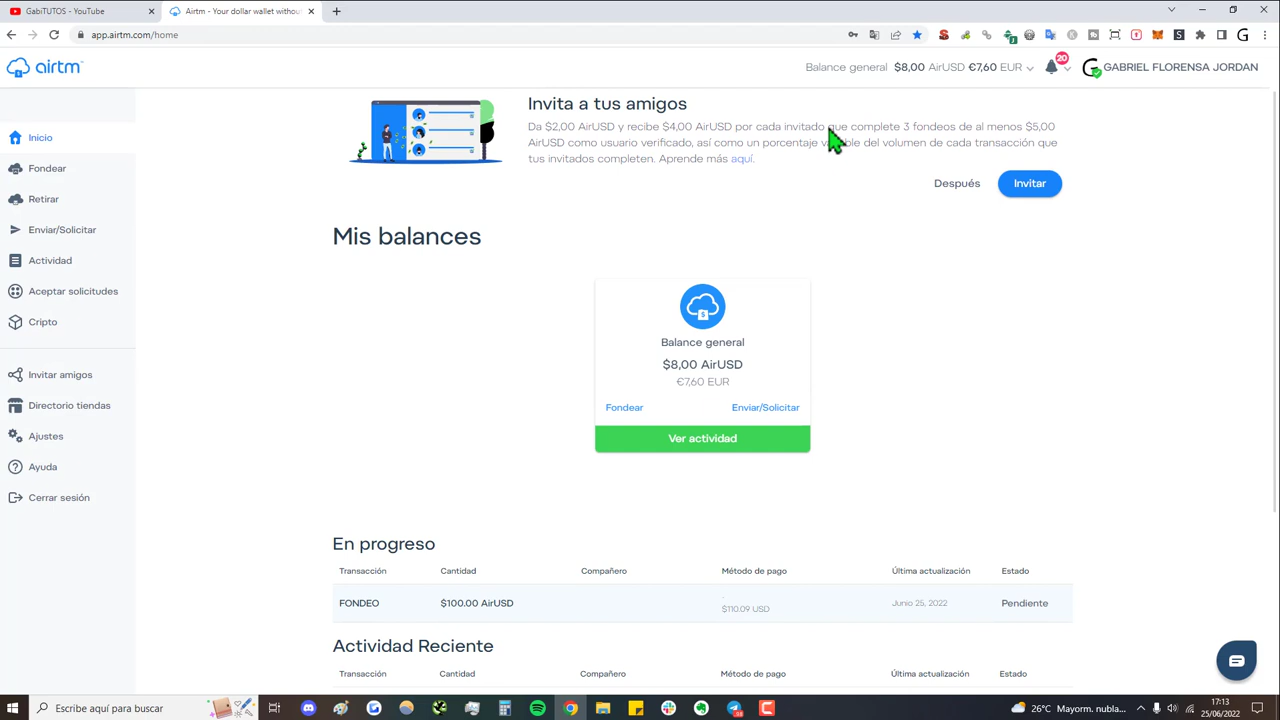 GabiTUTOS - YouTube
Airtm - Your dollar wallet withou
app.airtm.com/home
airtm
Balance general $8,00 AirUSD €7,60 EUR
20
GABRIEL FLORENSA JORDAN
Inicio
Fondear
Retirar
Enviar/Solicitar
Actividad
Aceptar solicitudes
Cripto
Invitar amigos
Directorio tiendas
Ajustes
Ayuda
Cerrar sesión
Invita a tus amigos
Da $2,00 AirUSD y recibe $4,00 AirUSD por cada invitado que complete 3 fondeos de al menos $5,00
AirUSD como usuario verificado, así como un porcentaje variable del volumen de cada transacción que
tus invitados completen. Aprende más aquí.
Después
Invitar
Mis balances
Balance general
$8,00 AirUSD
€7,60 EUR
Fondear
Enviar/Solicitar
Ver actividad
En progreso
Transacción Cantidad Compañero Método de pago Última actualización Estado
FONDEO $100.00 AirUSD $110.09 USD Junio 25, 2022 Pendiente
Actividad Reciente
Transacción Cantidad Compañero Método de pago Última actualización Estado
Escribe aquí para buscar
26°C Mayorm. nubla...
17:13
25/06/2022